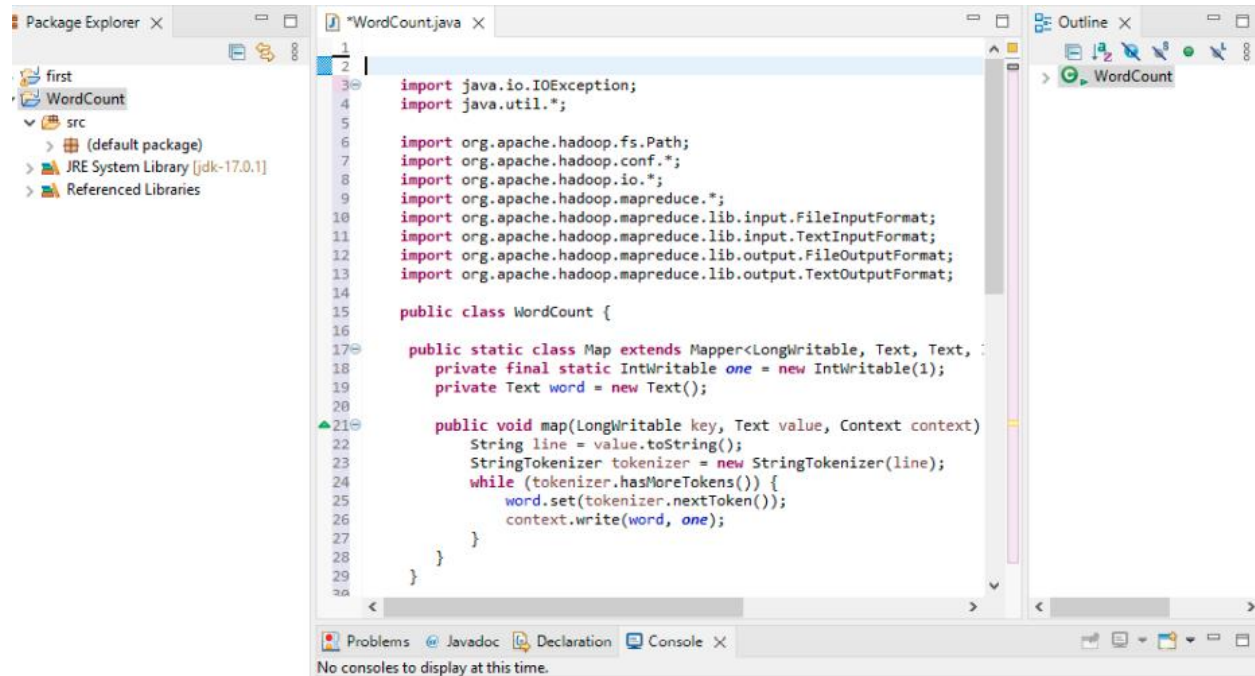 Package Explorer
first
WordCount
src
(default package)
JRE System Library [jdk-17.0.1]
Referenced Libraries
*WordCount.java
1
2
3 import java.io.IOException;
4 import java.util.*;
5
6 import org.apache.hadoop.fs.Path;
7 import org.apache.hadoop.conf.*;
8 import org.apache.hadoop.io.*;
9 import org.apache.hadoop.mapreduce.*;
10 import org.apache.hadoop.mapreduce.lib.input.FileInputFormat;
11 import org.apache.hadoop.mapreduce.lib.input.TextInputFormat;
12 import org.apache.hadoop.mapreduce.lib.output.FileOutputFormat;
13 import org.apache.hadoop.mapreduce.lib.output.TextOutputFormat;
14
15 public class WordCount {
16
17 public static class Map extends Mapper<LongWritable, Text, Text,
18 private final static IntWritable one = new IntWritable(1);
19 private Text word = new Text();
20
21 public void map(LongWritable key, Text value, Context context)
22 String line = value.toString();
23 StringTokenizer tokenizer = new StringTokenizer(line);
24 while (tokenizer.hasMoreTokens()) {
25 word.set(tokenizer.nextToken());
26 context.write(word, one);
27 }
28 }
29 }
Outline
WordCount
Problems Javadoc Declaration Console
No consoles to display at this time.